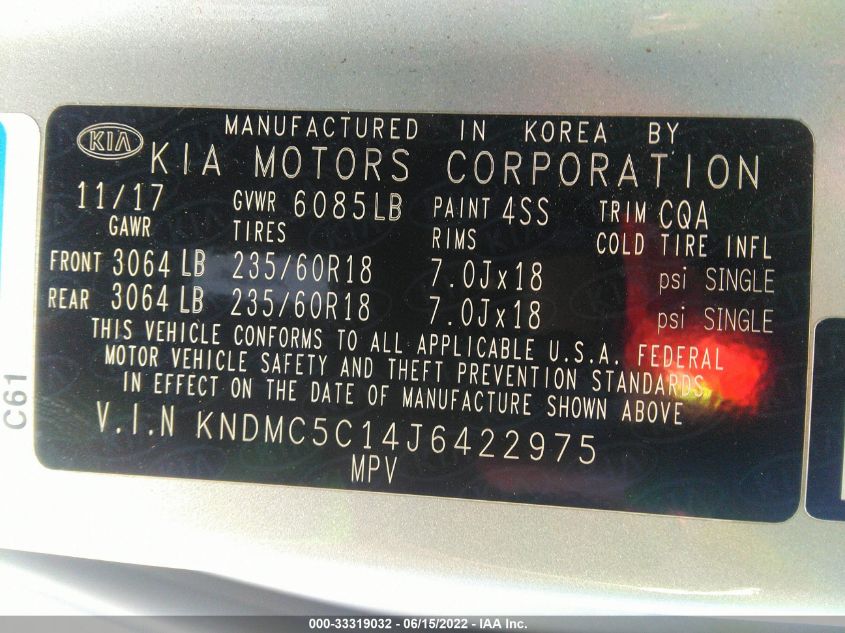 KIA
MANUFACTURED IN KOREA BY
KIA MOTORS CORPORATION
11/17 GVWR 6085LB PAINT 4SS TRIM CQA
GAWR TIRES RIMS COLD TIRE INFL
FRONT 3064 LB 235/60R18 7.0Jx18 psi SINGLE
REAR 3064 LB 235/60R18 7.0Jx18 psi SINGLE
THIS VEHICLE CONFORMS TO ALL APPLICABLE U.S.A. FEDERAL
MOTOR VEHICLE SAFETY AND THEFT PREVENTION STANDARDS
IN EFFECT ON THE DATE OF MANUFACTURE SHOWN ABOVE
V.I.N KNDMC5C14J6422975
MPV
C61
000-33319032 - 06/15/2022 - IAA Inc.